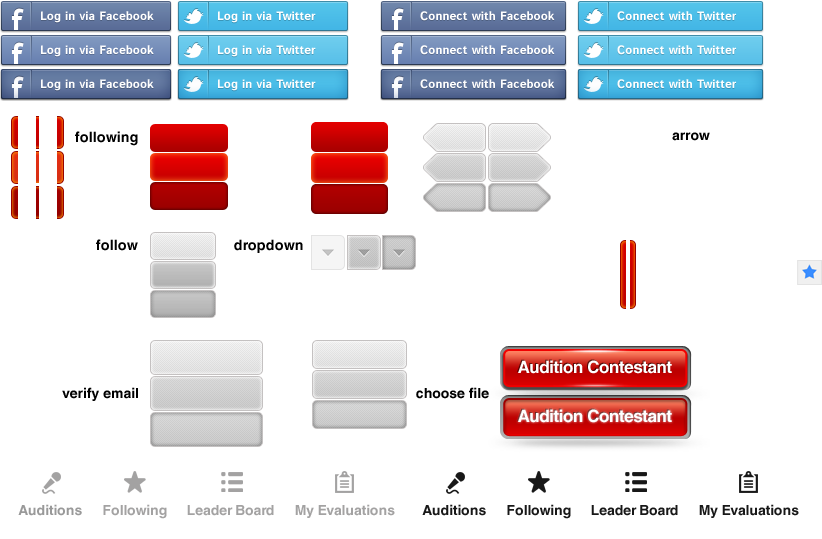 Log in via Facebook Log in via Twitter Connect with Facebook Connect with Twitter
Log in via Facebook Log in via Twitter Connect with Facebook Connect with Twitter
Log in via Facebook Log in via Twitter Connect with Facebook Connect with Twitter
following arrow
follow dropdown
Audition Contestant
verify email choose file
Audition Contestant
Auditions Following Leader Board My Evaluations Auditions Following Leader Board My Evaluations